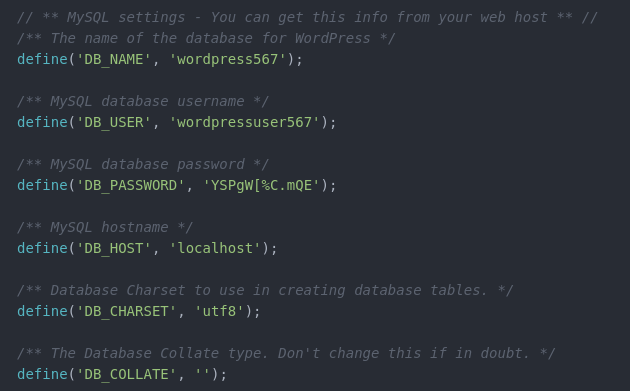 // ** MySQL settings - You can get this info from your web host ** //
/** The name of the database for WordPress */
define('DB_NAME', 'wordpress567');
/** MySQL database username */
define('DB_USER', 'wordpressuser567');
/** MySQL database password */
define('DB_PASSWORD', 'YSPgW[%C.mQE');
/** MySQL hostname */
define('DB_HOST', 'localhost');
/** Database Charset to use in creating database tables. */
define('DB_CHARSET', 'utf8');
/** The Database Collate type. Don't change this if in doubt. */
define('DB_COLLATE', '');